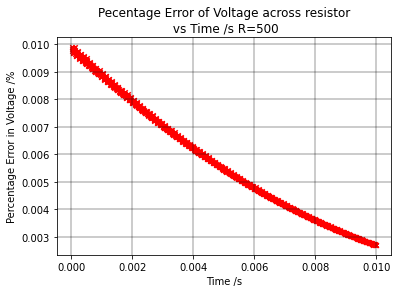 Pecentage Error of Voltage across resistor
vs Time /s R=500
Percentage Error in Voltage /%
0.010
0.009
0.008
0.007
0.006
0.005
0.004
0.003
0.000 0.002 0.004 0.006 0.008 0.010
Time /s